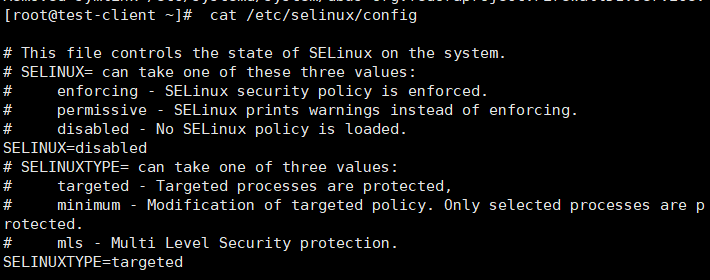 [root@test-client ~]#  cat /etc/selinux/config
# This file controls the state of SELinux on the system.
# SELINUX= can take one of these three values:
#     enforcing - SELinux security policy is enforced.
#     permissive - SELinux prints warnings instead of enforcing.
#     disabled - No SELinux policy is loaded.
SELINUX=disabled
# SELINUXTYPE= can take one of three values:
#     targeted - Targeted processes are protected,
#     minimum - Modification of targeted policy. Only selected processes are p
rotected.
#     mls - Multi Level Security protection.
SELINUXTYPE=targeted